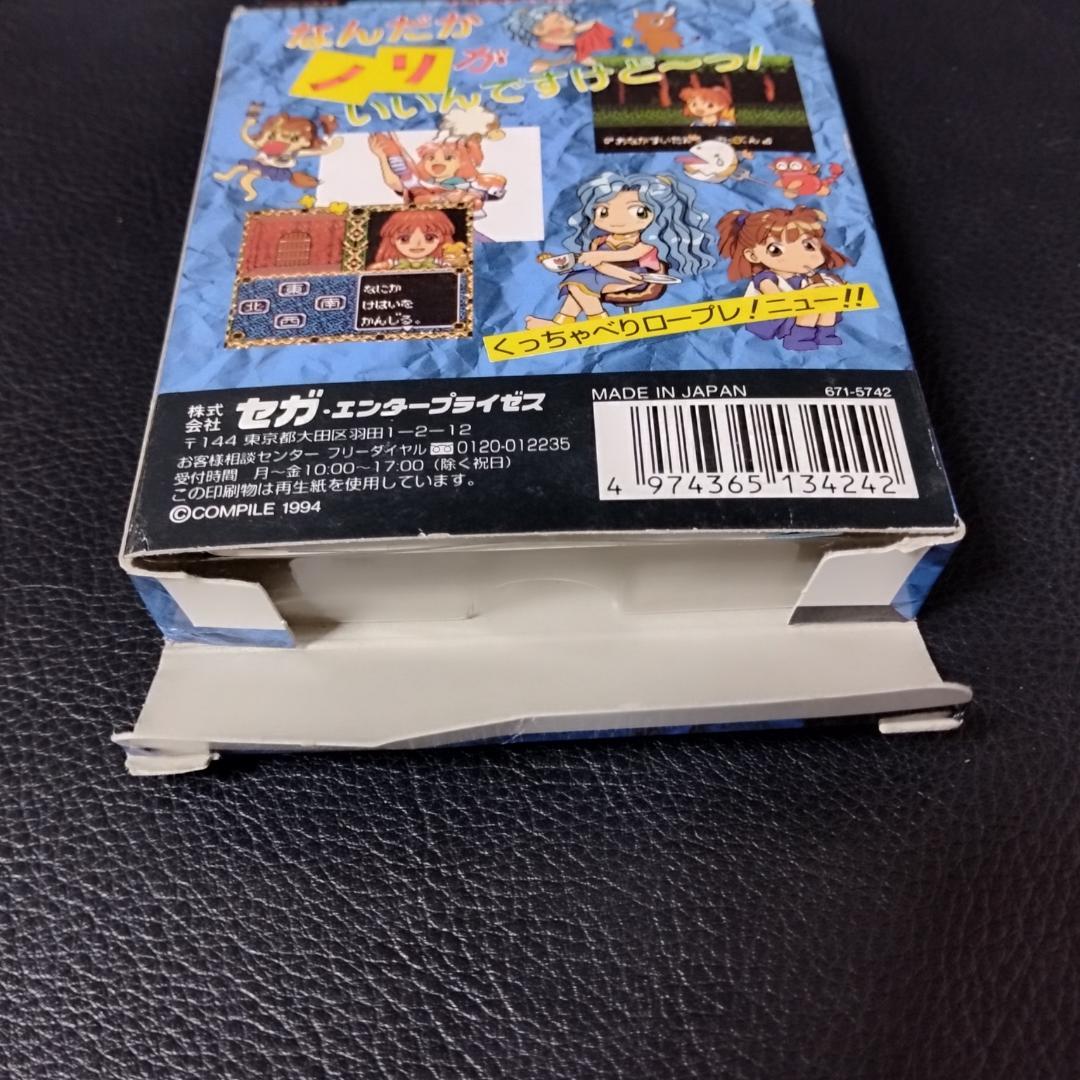 なんだか
ノリが
いいんですけど〜っ!
東
北 南
西
なにか
けはいを
かんじる。
くっちゃべりロープレ!ニュー!!
株式会社 セガ・エンタープライゼス
〒144 東京都大田区羽田1-2-12
お客様相談センター フリーダイヤル 0120-012235
受付時間 月〜金10:00〜17:00(除く祝日)
この印刷物は再生紙を使用しています。
©COMPILE 1994
MADE IN JAPAN 671-5742
4 974365 134242